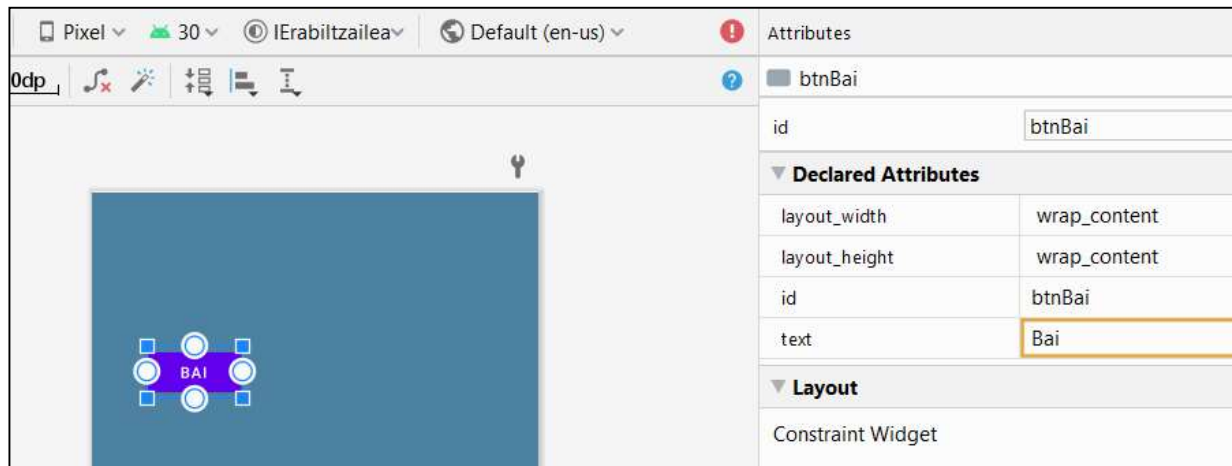 Pixel 30 IErabiltzailea Default (en-us)
0dp
BAI
Attributes
btnBai
id btnBai
Declared Attributes
layout_width wrap_content
layout_height wrap_content
id btnBai
text Bai
Layout
Constraint Widget